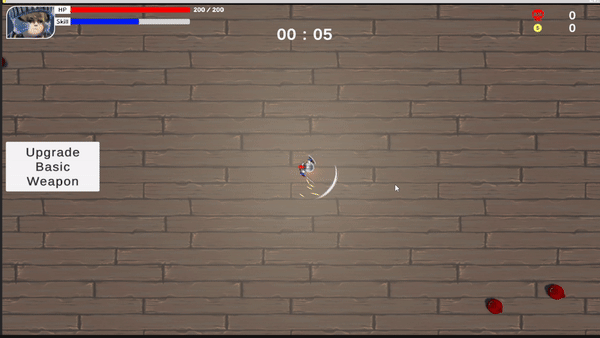 HP
200 / 200
Skill
00 : 05
0
0
Upgrade
Basic
Weapon